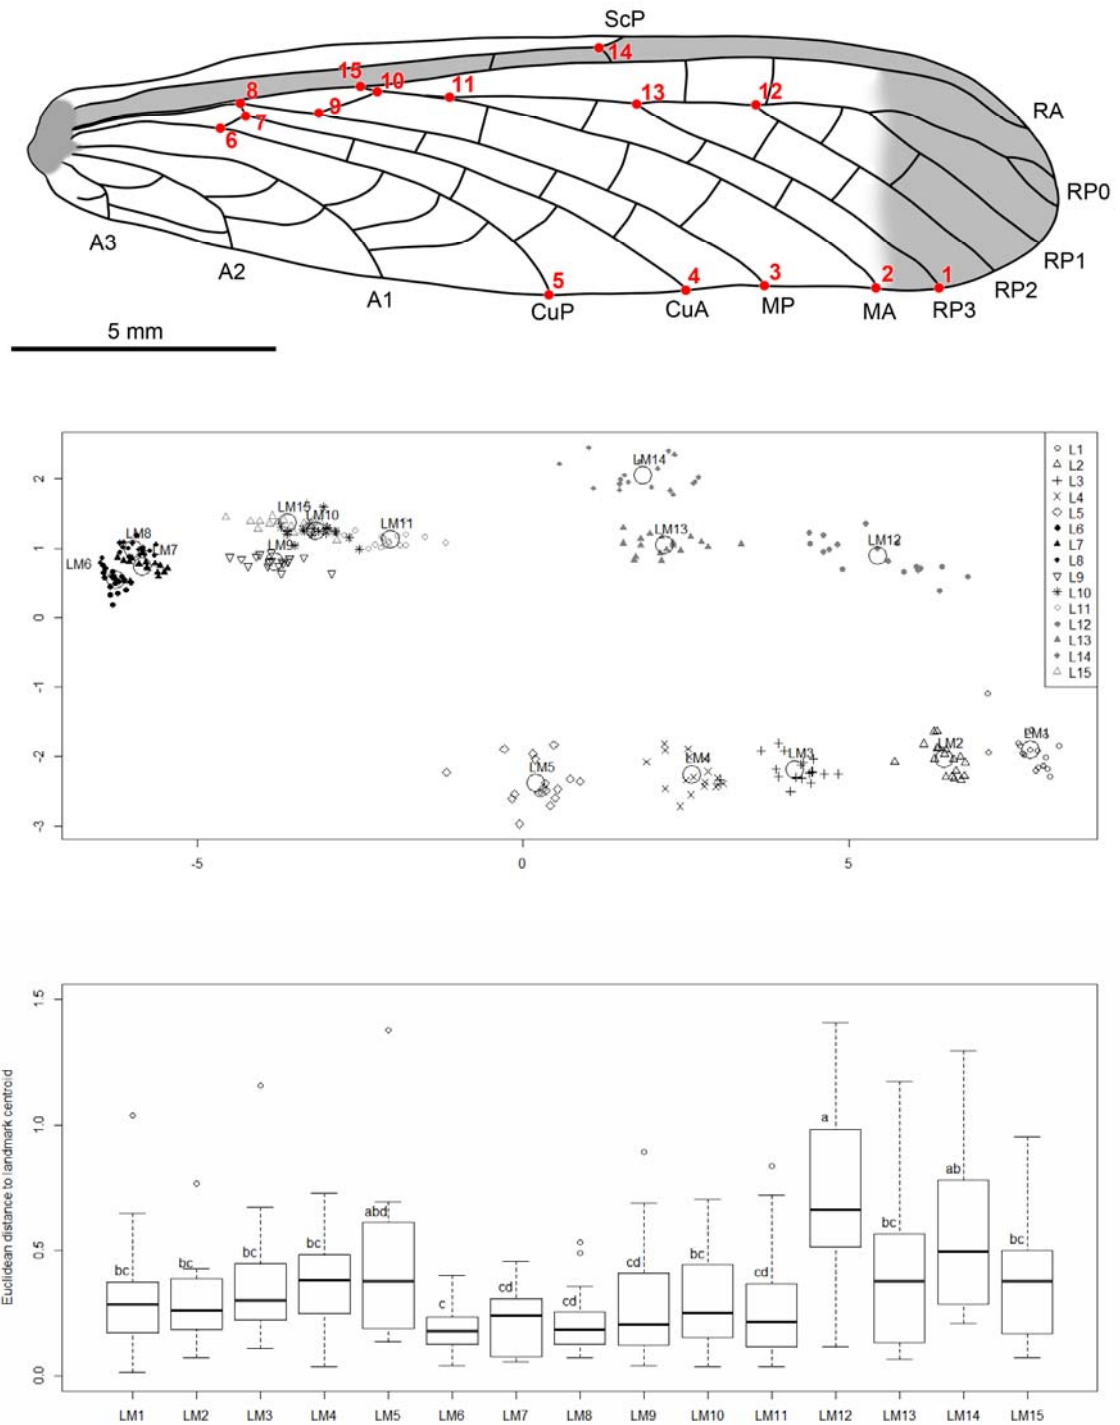 ScP
14
15
10
11
8
9
13
12
7
6
RA
RP0
A3
A2
A1
5
4
3
2
1
RP1
RP2
CuP
CuA
MP
MA
RP3
5 mm
2
1
0
-1
-2
-3
-5
0
5
LM14
LM15
LM10
LM11
LM13
LM12
LM8
LM7
LM9
LM6
LM5
LM4
LM3
LM2
LM1
L1
L2
L3
L4
L5
L6
L7
L8
L9
L10
L11
L12
L13
L14
L15
Euclidean distance to landmark centroid
1.5
1.0
0.5
0.0
bc
bc
bc
bc
abd
c
cd
cd
cd
bc
cd
a
bc
ab
bc
LM1 LM2 LM3 LM4 LM5 LM6 LM7 LM8 LM9 LM10 LM11 LM12 LM13 LM14 LM15